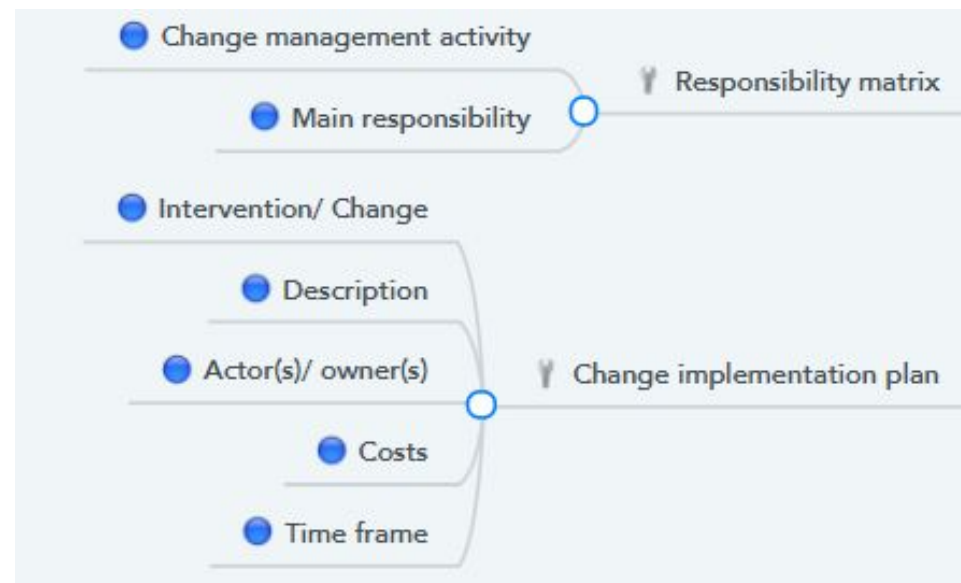 Change management activity
Responsibility matrix
Main responsibility
Intervention/ Change
Description
Actor(s)/ owner(s)
Change implementation plan
Costs
Time frame